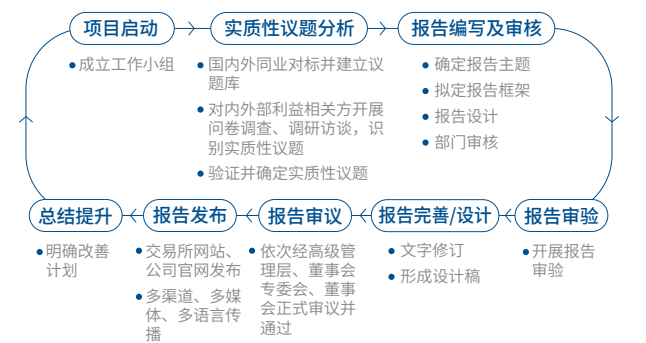 项目启动
成立工作小组
实质性议题分析
国内外同业对标并建立议
题库
对内外部利益相关方开展
问卷调查、调研访谈，识
别实质性议题
验证并确定实质性议题
报告编写及审核
确定报告主题
拟定报告框架
报告设计
部门审核
报告审验
开展报告
审验
报告完善/设计
文字修订
形成设计稿
报告审议
依次经高级管
理层、董事会
专委会、董事
会正式审议并
通过
报告发布
交易所网站、
公司官网发布
多渠道、多媒
体、多语言传
播
总结提升
明确改善
计划